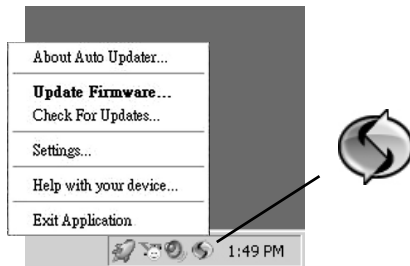 About Auto Updater...
Update Firmware...
Check For Updates...
Settings...
Help with your device...
Exit Application
1:49 PM